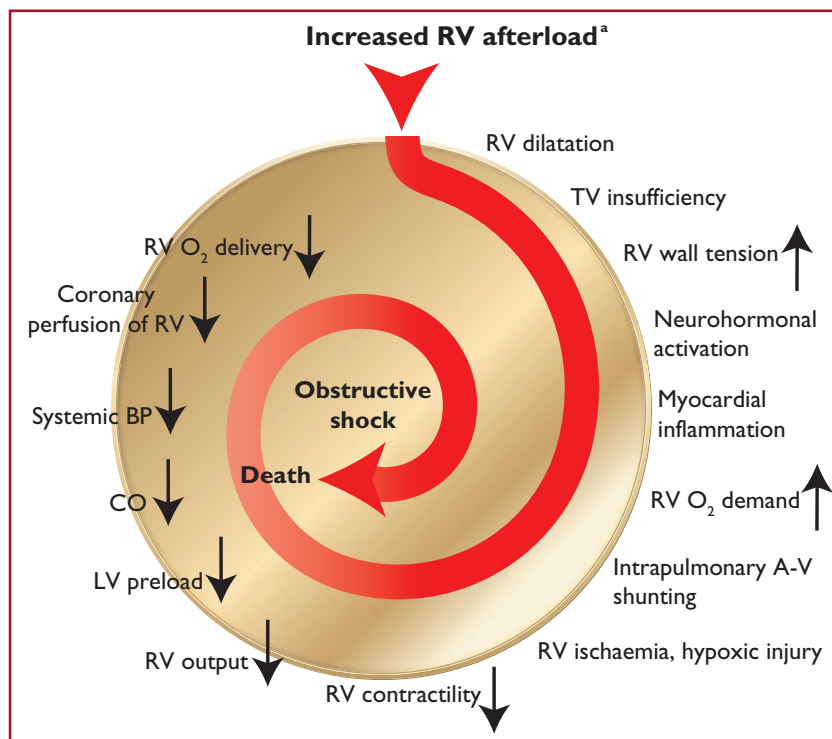 Increased RV afterloadᵃ
RV dilatation
TV insufficiency
RV wall tension
Neurohormonal
activation
Myocardial
inflammation
RV O₂ demand
Intrapulmonary A-V
shunting
RV ischaemia, hypoxic injury
RV contractility
RV output
LV preload
CO
Systemic BP
Coronary
perfusion of RV
RV O₂ delivery
Obstructive
shock
Death